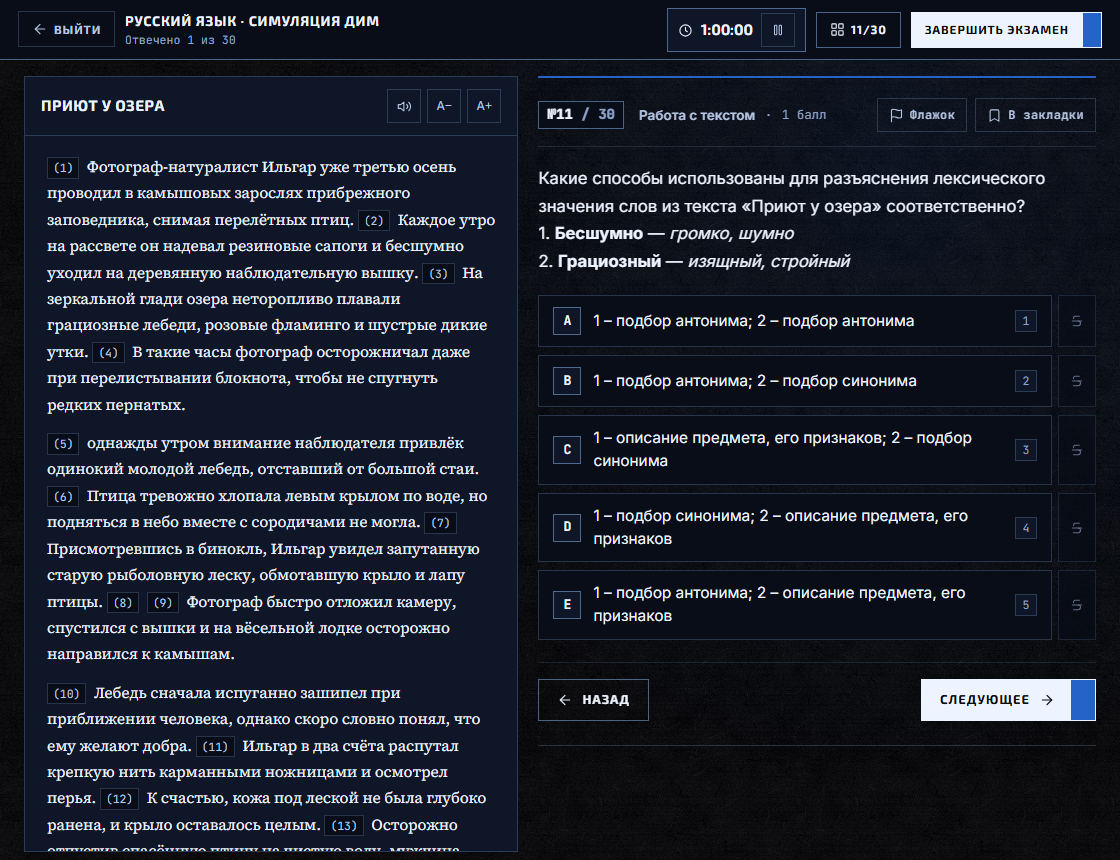 ВЫЙТИ
РУССКИЙ ЯЗЫК · СИМУЛЯЦИЯ ДИМ
Отвечено 1 из 30
1:00:00
11/30
ЗАВЕРШИТЬ ЭКЗАМЕН
ПРИЮТ У ОЗЕРА
A−
A+
(1) Фотограф-натуралист Ильгар уже третью осень
проводил в камышовых зарослях прибрежного
заповедника, снимая перелётных птиц. (2) Каждое утро
на рассвете он надевал резиновые сапоги и бесшумно
уходил на деревянную наблюдательную вышку. (3) На
зеркальной глади озера неторопливо плавали
грациозные лебеди, розовые фламинго и шустрые дикие
утки. (4) В такие часы фотограф осторожничал даже
при перелистывании блокнота, чтобы не спугнуть
редких пернатых.
(5) однажды утром внимание наблюдателя привлёк
одинокий молодой лебедь, отставший от большой стаи.
(6) Птица тревожно хлопала левым крылом по воде, но
подняться в небо вместе с сородичами не могла. (7)
Присмотревшись в бинокль, Ильгар увидел запутанную
старую рыболовную леску, обмотавшую крыло и лапу
птицы. (8) (9) Фотограф быстро отложил камеру,
спустился с вышки и на вёсельной лодке осторожно
направился к камышам.
(10) Лебедь сначала испуганно зашипел при
приближении человека, однако скоро словно понял, что
ему желают добра. (11) Ильгар в два счёта распутал
крепкую нить карманными ножницами и осмотрел
перья. (12) К счастью, кожа под леской не была глубоко
ранена, и крыло оставалось целым. (13) Осторожно
отпустив спасённую птицу на чистую воду, мужчина
№11 / 30
Работа с текстом · 1 балл
Флажок
В закладки
Какие способы использованы для разъяснения лексического
значения слов из текста «Приют у озера» соответственно?
1. Бесшумно — громко, шумно
2. Грациозный — изящный, стройный
A 1 – подбор антонима; 2 – подбор антонима 1
B 1 – подбор антонима; 2 – подбор синонима 2
C 1 – описание предмета, его признаков; 2 – подбор
синонима 3
D 1 – подбор синонима; 2 – описание предмета, его
признаков 4
E 1 – подбор антонима; 2 – описание предмета, его
признаков 5
НАЗАД
СЛЕДУЮЩЕЕ